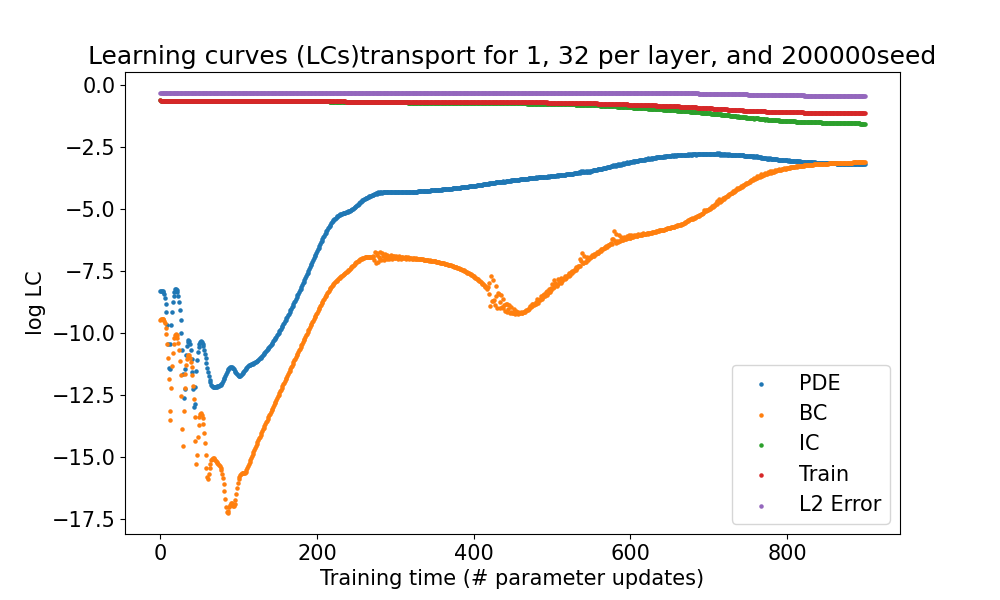 Learning curves (LCs)transport for 1, 32 per layer, and 200000seed
log LC
0.0
−2.5
−5.0
−7.5
−10.0
−12.5
−15.0
−17.5
PDE
BC
IC
Train
L2 Error
0 200 400 600 800
Training time (# parameter updates)